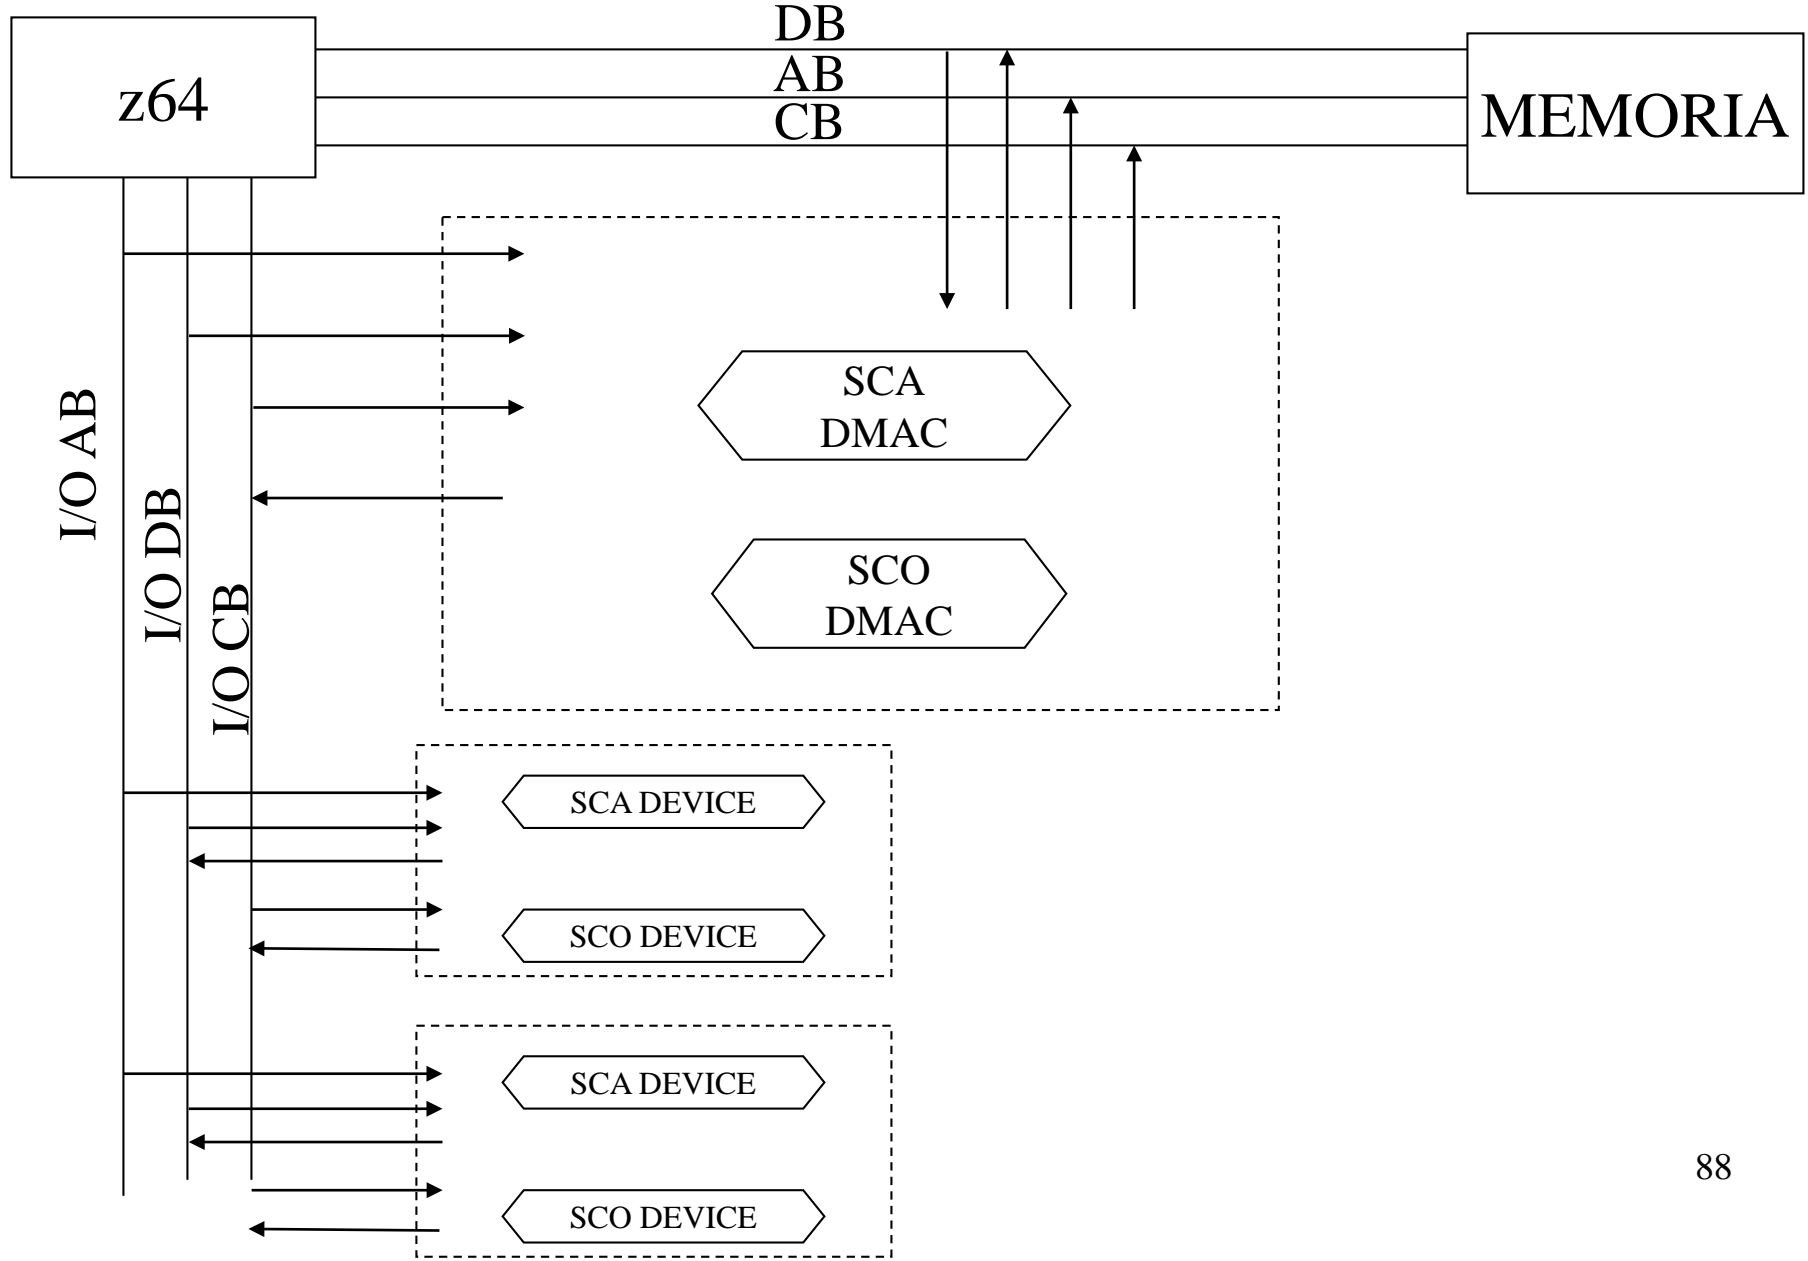 DB
z64
AB
CB
MEMORIA
I/O AB
I/O DB
I/O CB
SCA
DMAC
SCO
DMAC
SCA DEVICE
SCO DEVICE
SCA DEVICE
SCO DEVICE
88